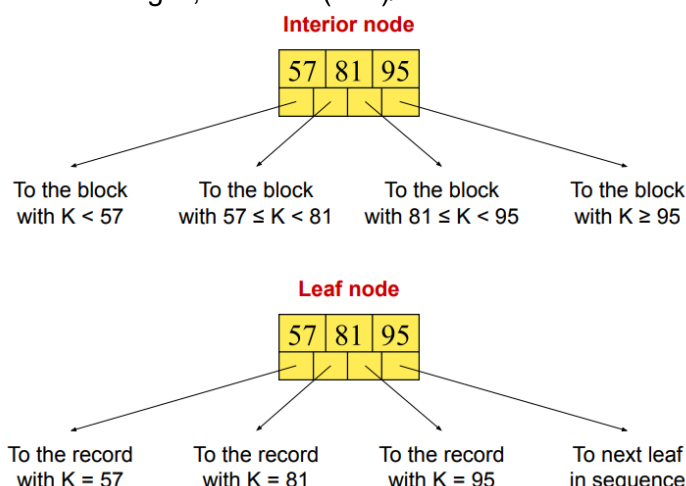 Interior node
57 81 95
To the block To the block To the block To the block
with K < 57 with 57 ≤ K < 81 with 81 ≤ K < 95 with K ≥ 95
Leaf node
57 81 95
To the record To the record To the record To next leaf
with K = 57 with K = 81 with K = 95 in sequence